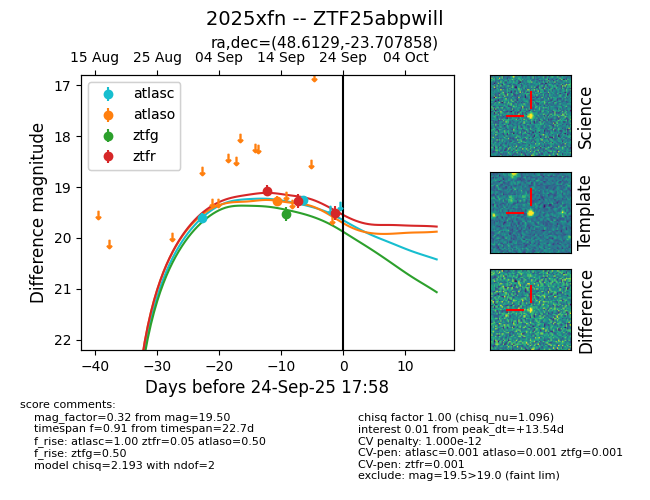 2025xfn -- ZTF25abpwill
ra,dec=(48.6129,-23.707858)
15 Aug 25 Aug 04 Sep 14 Sep 24 Sep 04 Oct
atlasc
atlaso
ztfg
ztfr
17
18
19
20
21
22
Difference magnitude
−40 −30 −20 −10 0 10
Days before 24-Sep-25 17:58
Science
Template
Difference
score comments:
mag_factor=0.32 from mag=19.50
timespan f=0.91 from timespan=22.7d
f_rise: atlasc=1.00 ztfr=0.05 atlaso=0.50
f_rise: ztfg=0.50
model chisq=2.193 with ndof=2
chisq factor 1.00 (chisq_nu=1.096)
interest 0.01 from peak_dt=+13.54d
CV penalty: 1.000e-12
CV-pen: atlasc=0.001 atlaso=0.001 ztfg=0.001
CV-pen: ztfr=0.001
exclude: mag=19.5>19.0 (faint lim)